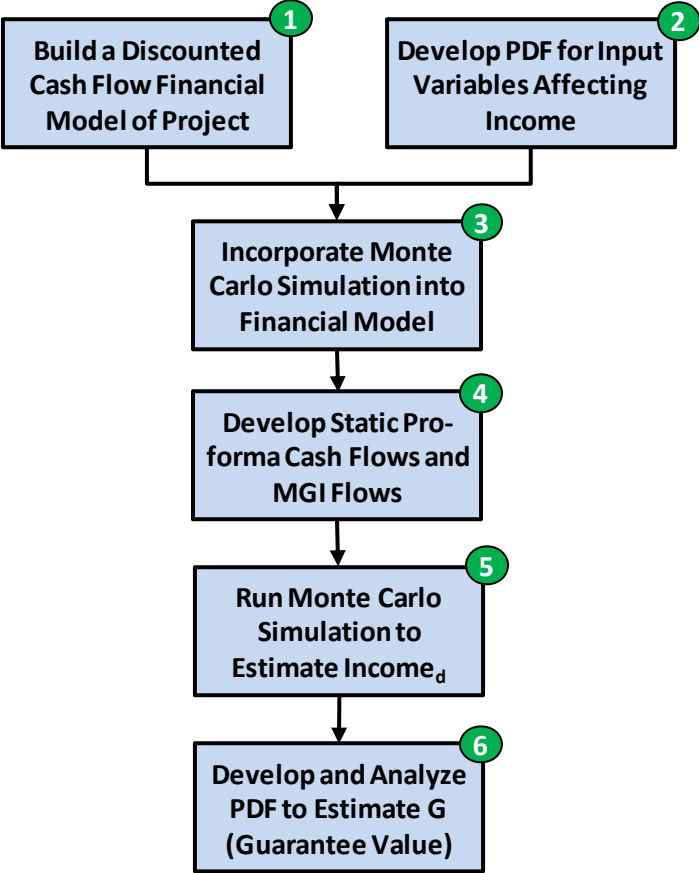 1
Build a Discounted
Cash Flow Financial
Model of Project
2
Develop PDF for Input
Variables Affecting
Income
3
Incorporate Monte
Carlo Simulation into
Financial Model
4
Develop Static Pro-
forma Cash Flows and
MGI Flows
5
Run Monte Carlo
Simulation to
Estimate Income_d
6
Develop and Analyze
PDF to Estimate G
(Guarantee Value)